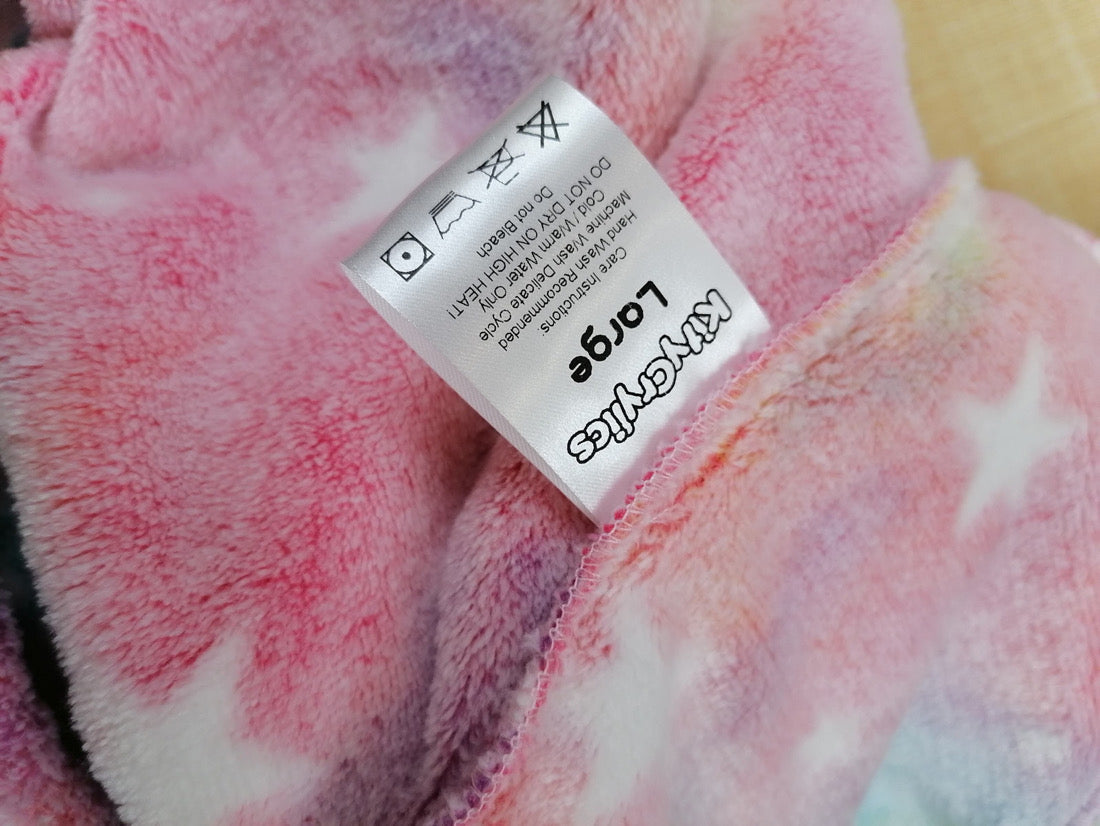 KittyCrylics
Large
Care Instructions:
Hand Wash Recommended
Machine Wash Delicate Cycle
Cold / Warm Water Only
DO NOT DRY ON HIGH HEAT!
Do not Bleach